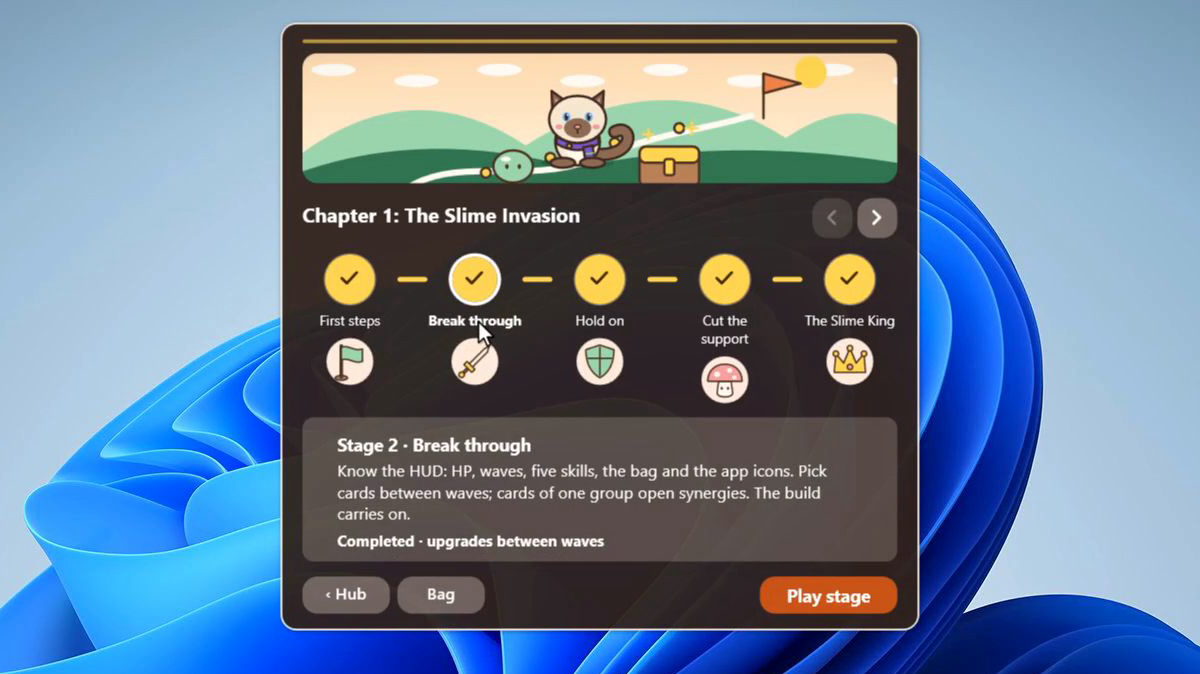 Chapter 1: The Slime Invasion
First steps
Break through
Hold on
Cut the
support
The Slime King
Stage 2 · Break through
Know the HUD: HP, waves, five skills, the bag and the app icons. Pick
cards between waves; cards of one group open synergies. The build
carries on.
Completed · upgrades between waves
‹ Hub
Bag
Play stage